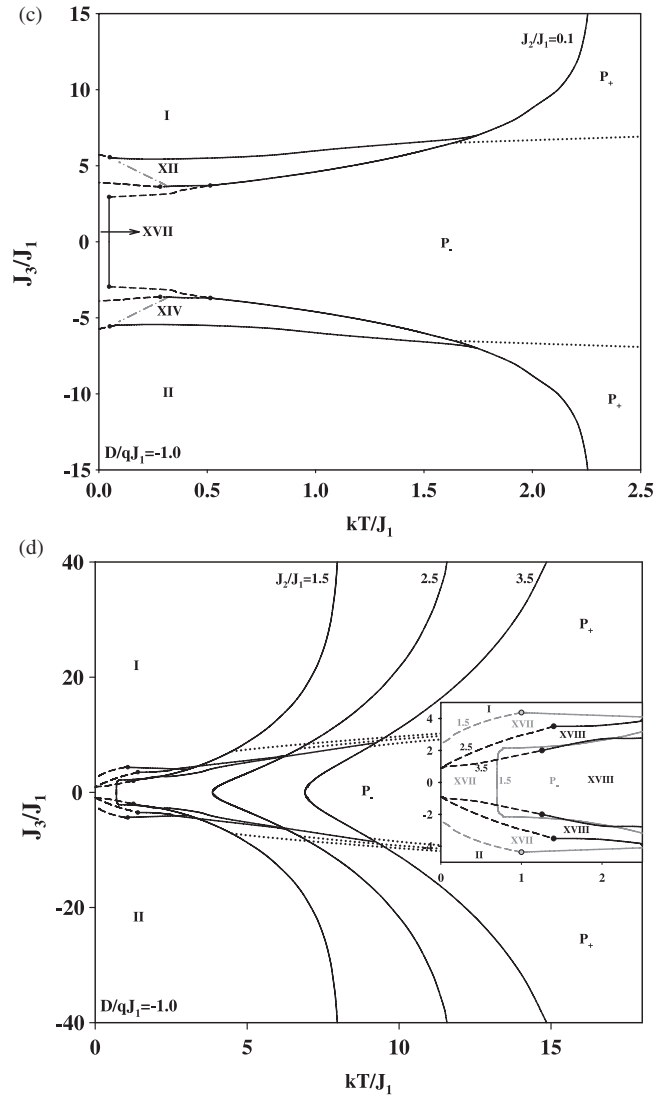 (c)
15
10
5
0
-5
-10
-15
J₃/J₁
J₂/J₁=0.1
P₊
I
XII
XVII
P₋
XIV
II
P₊
D/qJ₁=-1.0
0.0 0.5 1.0 1.5 2.0 2.5
kT/J₁
(d)
40
20
0
-20
-40
J₃/J₁
J₂/J₁=1.5 2.5 3.5
P₊
I
P₋
II
P₊
D/qJ₁=-1.0
0 5 10 15
kT/J₁
4
2
0
-2
-4
I
1.5 XVII
2.5 XVIII
3.5
XVII 1.5 P₋ XVIII
XVIII
XVII
II
0 1 2